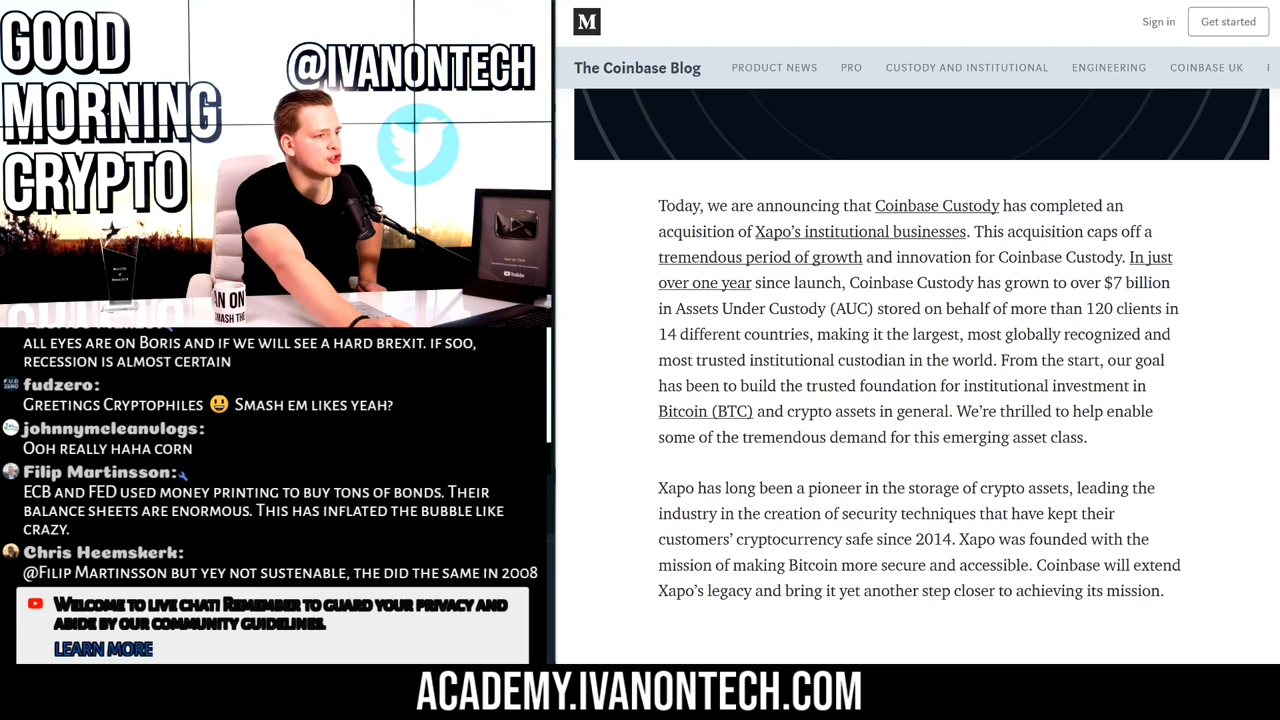 GOOD
MORNING
CRYPTO
@IVANONTECH
AN ON
SMASH THE
YouTube
ALL EYES ARE ON BORIS AND IF WE WILL SEE A HARD BREXIT. IF SOO,
RECESSION IS ALMOST CERTAIN
fudzero:
GREETINGS CRYPTOPHILES 😃 SMASH EM LIKES YEAH?
johnnymcleanvlogs:
OOH REALLY HAHA CORN
Filip Martinsson:
ECB AND FED USED MONEY PRINTING TO BUY TONS OF BONDS. THEIR
BALANCE SHEETS ARE ENORMOUS. THIS HAS INFLATED THE BUBBLE LIKE
CRAZY.
Chris Heemskerk:
@FILIP MARTINSSON BUT YEY NOT SUSTENABLE, THE DID THE SAME IN 2008
WELCOME TO LIVE CHAT! REMEMBER TO GUARD YOUR PRIVACY AND
ABIDE BY OUR COMMUNITY GUIDELINES.
LEARN MORE
M
Sign in
Get started
The Coinbase Blog
PRODUCT NEWS
PRO
CUSTODY AND INSTITUTIONAL
ENGINEERING
COINBASE UK
Today, we are announcing that Coinbase Custody has completed an
acquisition of Xapo’s institutional businesses. This acquisition caps off a
tremendous period of growth and innovation for Coinbase Custody. In just
over one year since launch, Coinbase Custody has grown to over $7 billion
in Assets Under Custody (AUC) stored on behalf of more than 120 clients in
14 different countries, making it the largest, most globally recognized and
most trusted institutional custodian in the world. From the start, our goal
has been to build the trusted foundation for institutional investment in
Bitcoin (BTC) and crypto assets in general. We’re thrilled to help enable
some of the tremendous demand for this emerging asset class.
Xapo has long been a pioneer in the storage of crypto assets, leading the
industry in the creation of security techniques that have kept their
customers’ cryptocurrency safe since 2014. Xapo was founded with the
mission of making Bitcoin more secure and accessible. Coinbase will extend
Xapo’s legacy and bring it yet another step closer to achieving its mission.
ACADEMY.IVANONTECH.COM